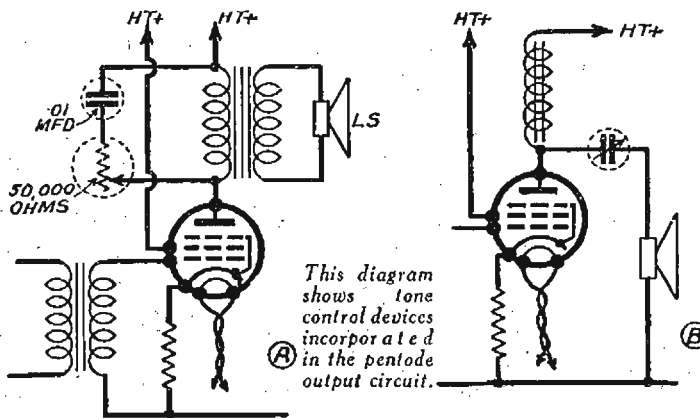 HT+
HT+
.01
MFD
50,000
OHMS
LS
HT+
HT+
This diagram
shows tone
control devices
incorporated
in the pentode
output circuit.
A
B